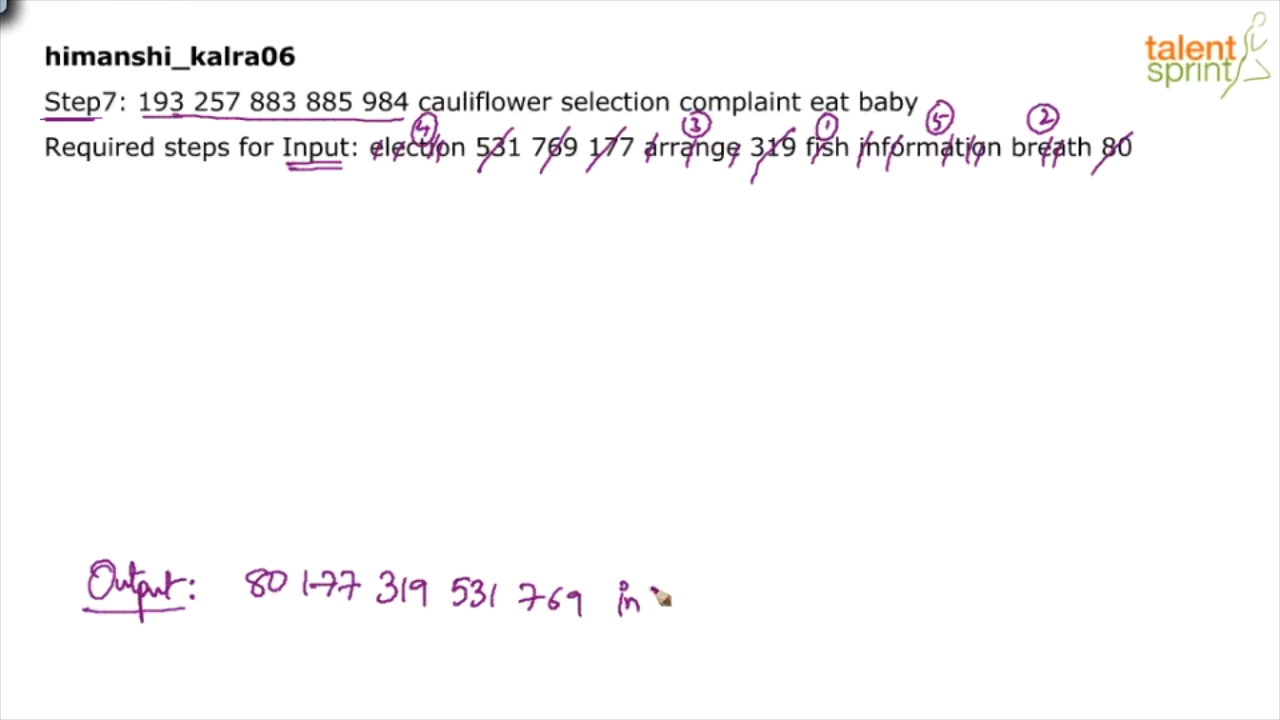 talent
sprint
himanshi_kalra06
Step7: 193 257 883 885 984 cauliflower selection complaint eat baby
4 3 1 5 2
Required steps for Input: election 531 769 177 arrange 319 fish information breath 80
Output: 80 177 319 531 769 in